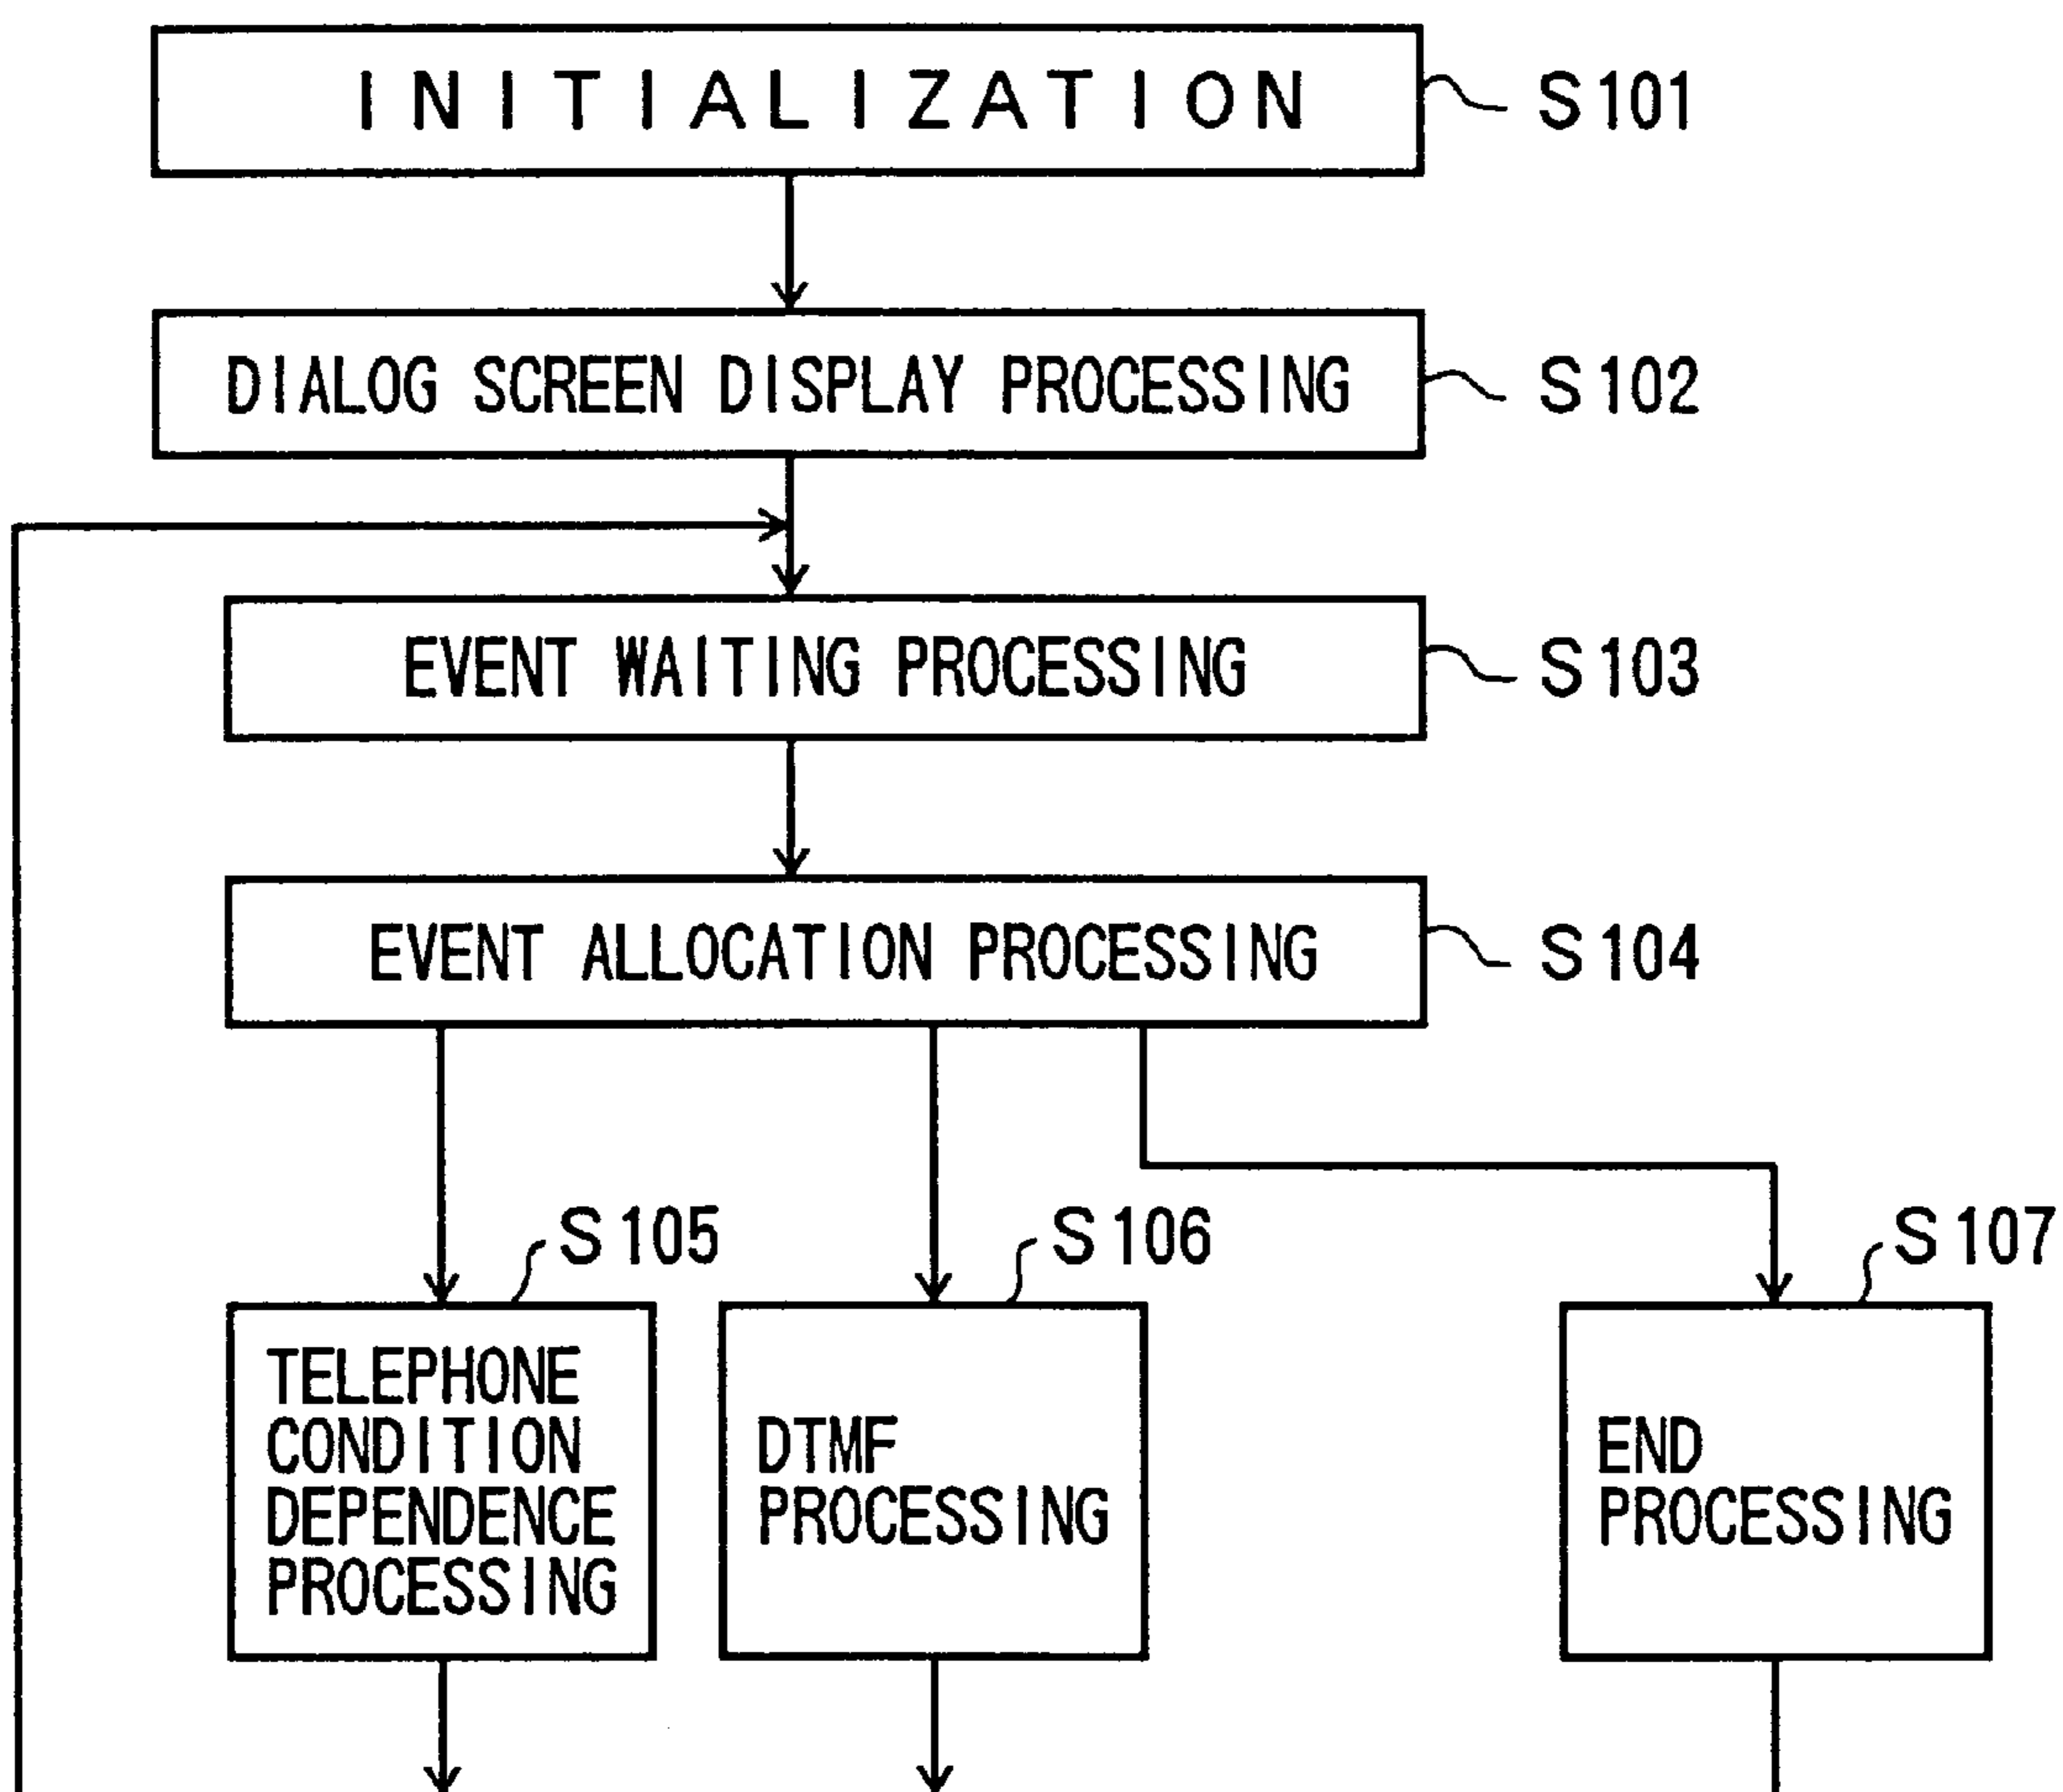 INITIALIZATION
S101
DIALOG SCREEN DISPLAY PROCESSING
S102
EVENT WAITING PROCESSING
S103
EVENT ALLOCATION PROCESSING
S104
S105
S106
S107
TELEPHONE
CONDITION
DEPENDENCE
PROCESSING
DTMF
PROCESSING
END
PROCESSING